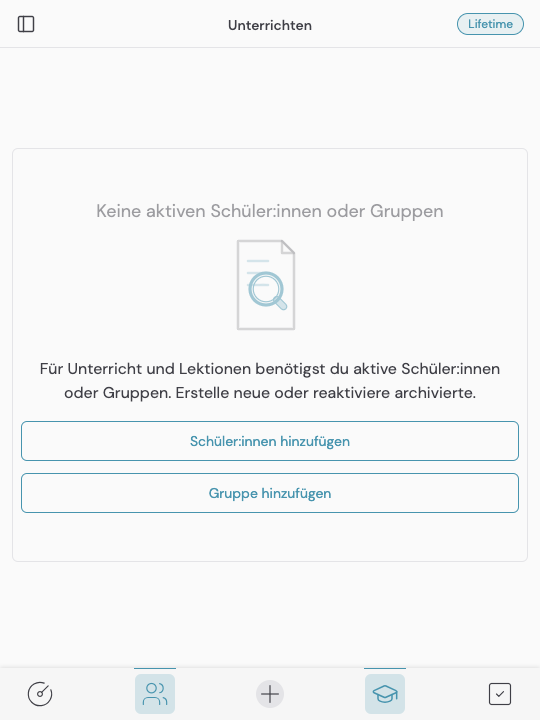 Unterrichten
Lifetime
Keine aktiven Schüler:innen oder Gruppen
Für Unterricht und Lektionen benötigst du aktive Schüler:innen
oder Gruppen. Erstelle neue oder reaktiviere archivierte.
Schüler:innen hinzufügen
Gruppe hinzufügen